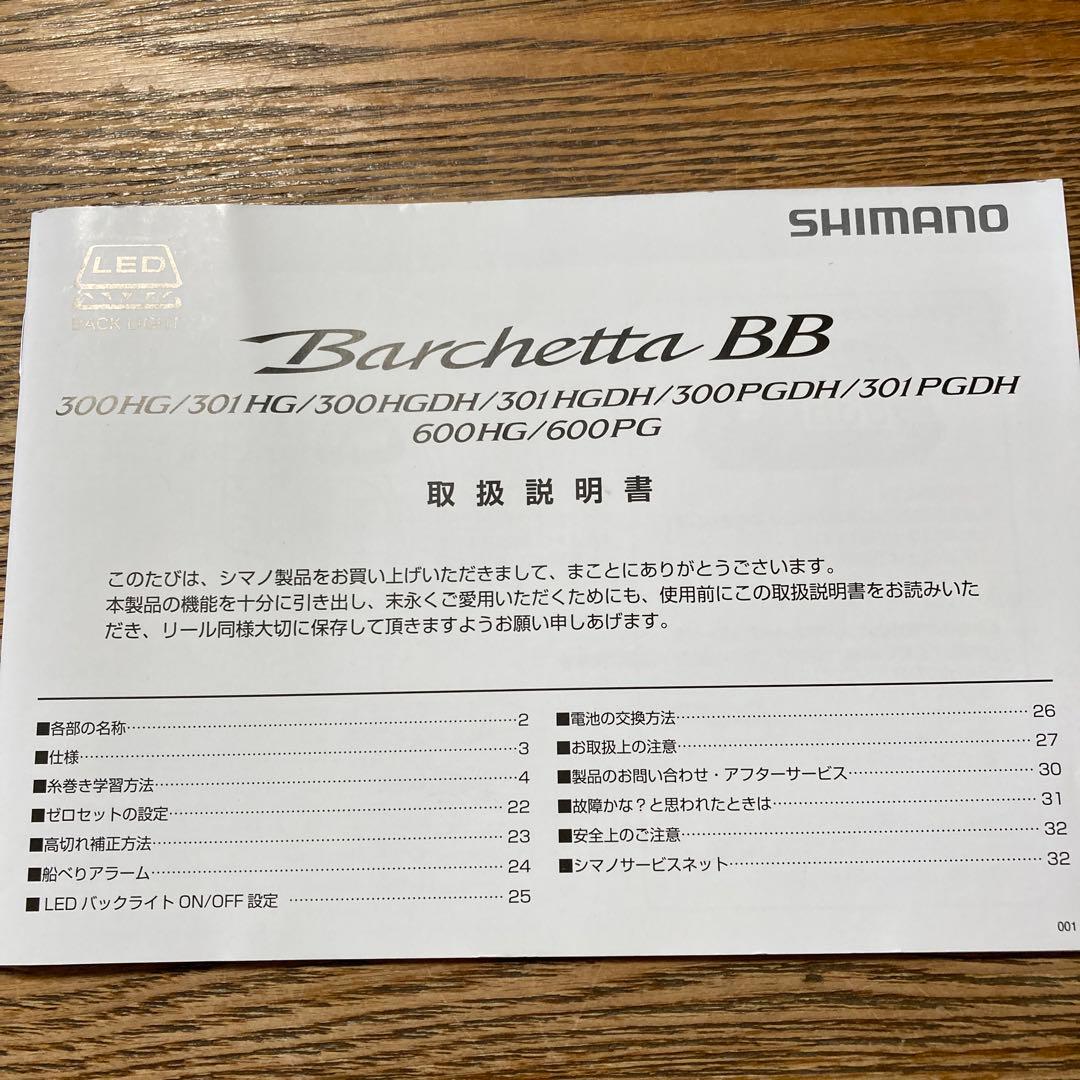 SHIMANO
LED
BACK LIGHT
Barchetta BB
300HG/301HG/300HGDH/301HGDH/300PGDH/301PGDH
600HG/600PG
取扱説明書
このたびは、シマノ製品をお買い上げいただきまして、まことにありがとうございます。
本製品の機能を十分に引き出し、末永くご愛用いただくためにも、使用前にこの取扱説明書をお読みいた
だき、リール同様大切に保存して頂きますようお願い申しあげます。
■各部の名称……………………………………………2
■仕様……………………………………………………3
■糸巻き学習方法………………………………………4
■ゼロセットの設定……………………………………22
■高切れ補正方法………………………………………23
■船べりアラーム………………………………………24
■LEDバックライトON/OFF設定 ……………………25
■電池の交換方法………………………………………26
■お取扱上の注意………………………………………27
■製品のお問い合わせ・アフターサービス……………30
■故障かな?と思われたときは…………………………31
■安全上のご注意………………………………………32
■シマノサービスネット…………………………………32
001